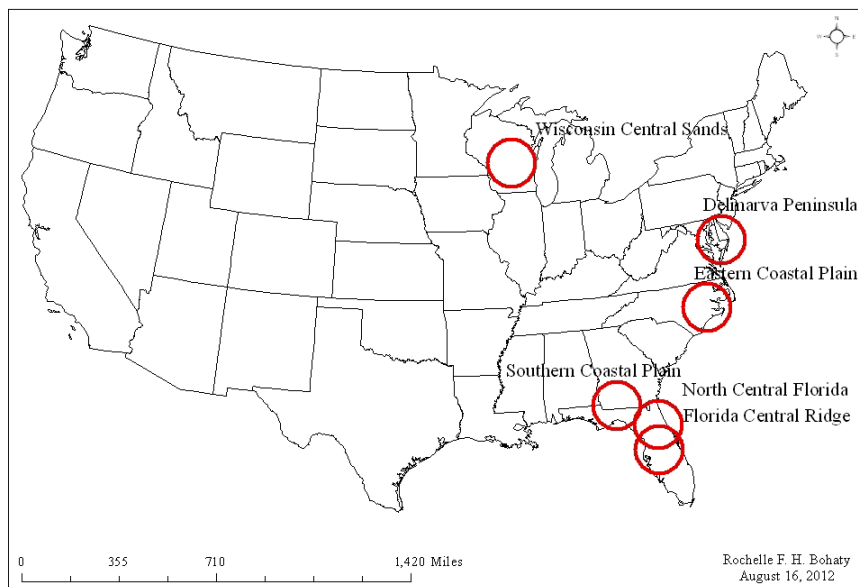 N
W E
S
Wisconsin Central Sands
Delmarva Peninsula
Eastern Coastal Plain
Southern Coastal Plain
North Central Florida
Florida Central Ridge
0 355 710 1,420 Miles
Rochelle F. H. Bohaty
August 16, 2012